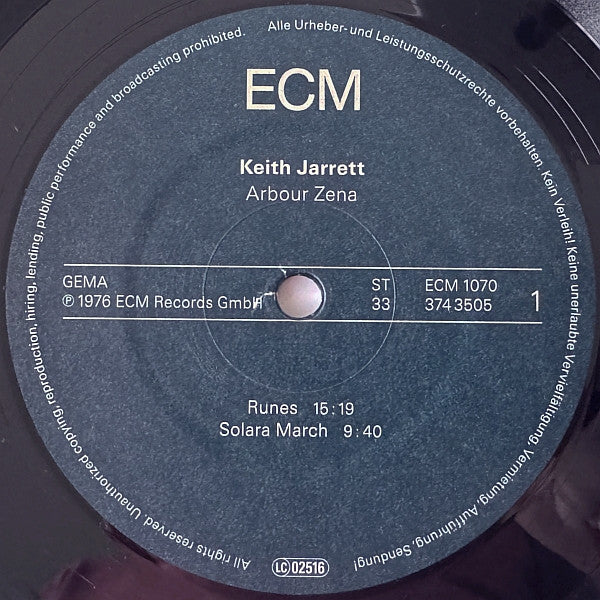 Unauthorized copying, reproduction, hiring, lending, public performance and broadcasting prohibited.
Alle Urheber- und Leistungsschutzrechte vorbehalten. Kein Verleih! Keine unerlaubte Vervielfältigung, Vermietung, Aufführung, Sendung!
ECM
Keith Jarrett
Arbour Zena
GEMA ST ECM 1070
℗ 1976 ECM Records GmbH 33 374 3505 1
Runes 15:19
Solara March 9:40
All rights reserved.
LC 02516